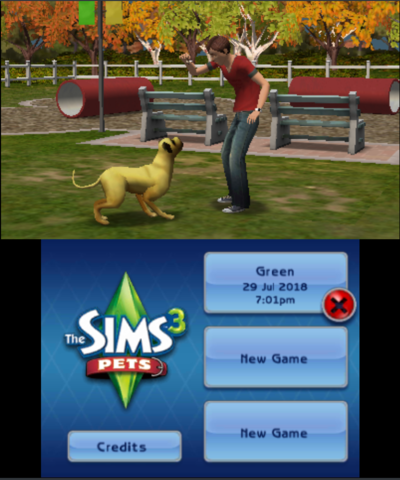 The SIMS 3
PETS
Credits
Green
29 Jul 2018
7:01pm
New Game
New Game